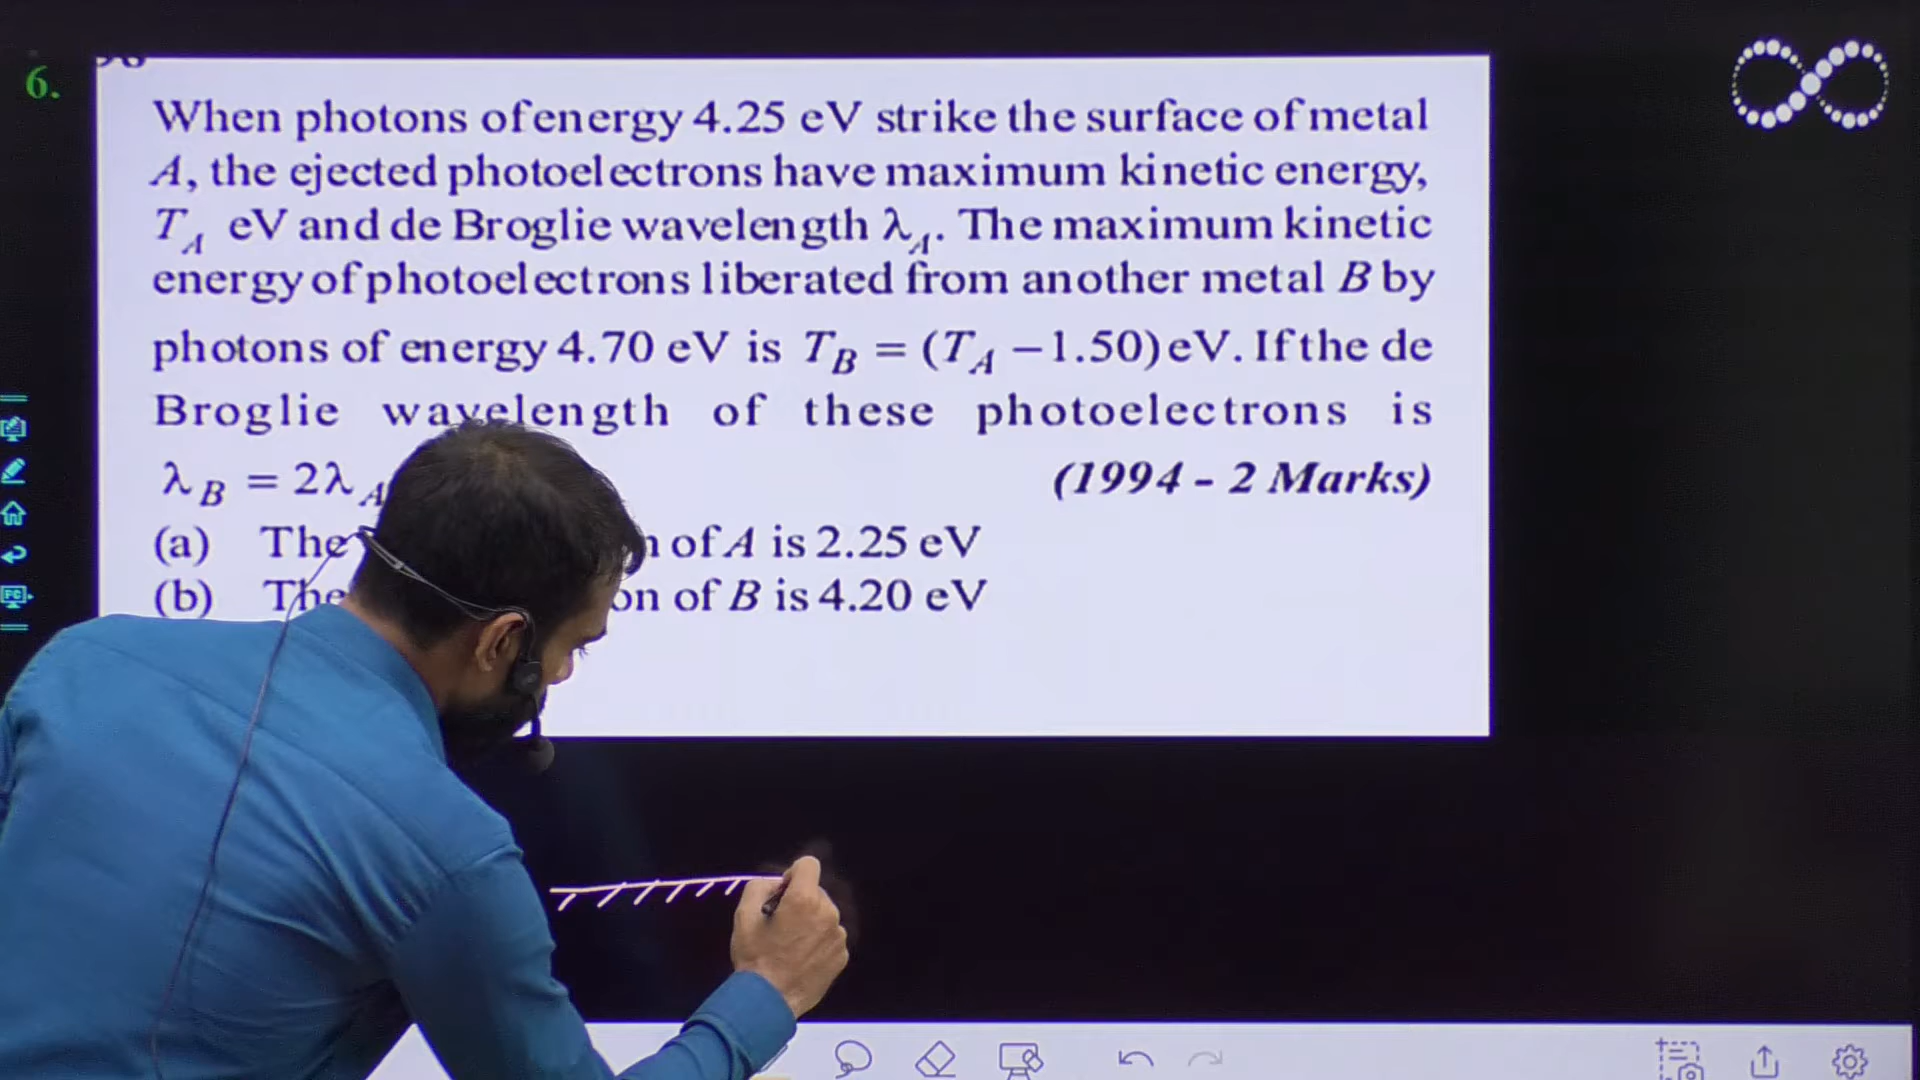 6.
When photons of energy 4.25 eV strike the surface of metal
A, the ejected photoelectrons have maximum kinetic energy,
T_A eV and de Broglie wavelength λ_A. The maximum kinetic
energy of photoelectrons liberated from another metal B by
photons of energy 4.70 eV is T_B = (T_A −1.50) eV. If the de
Broglie wavelength of these photoelectrons is
λ_B = 2λ_A (1994 - 2 Marks)
(a) The of A is 2.25 eV
(b) The of B is 4.20 eV